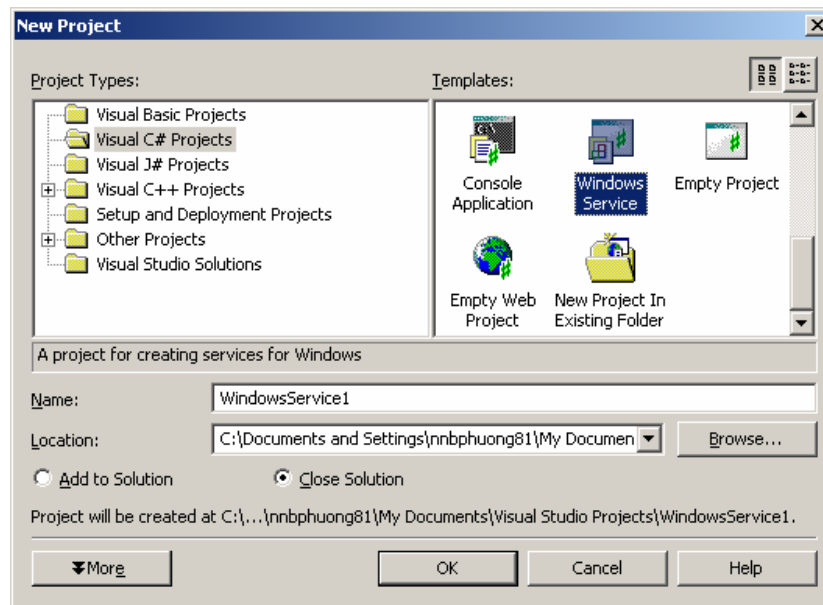 New Project
Project Types:
Templates:
Visual Basic Projects
Visual C# Projects
Visual J# Projects
Visual C++ Projects
Setup and Deployment Projects
Other Projects
Visual Studio Solutions
Console
Application
Windows
Service
Empty Project
Empty Web
Project
New Project In
Existing Folder
A project for creating services for Windows
Name:
WindowsService1
Location:
C:\Documents and Settings\nnbphuong81\My Documen
Browse...
Add to Solution
Close Solution
Project will be created at C:\...\nnbphuong81\My Documents\Visual Studio Projects\WindowsService1.
More
OK
Cancel
Help